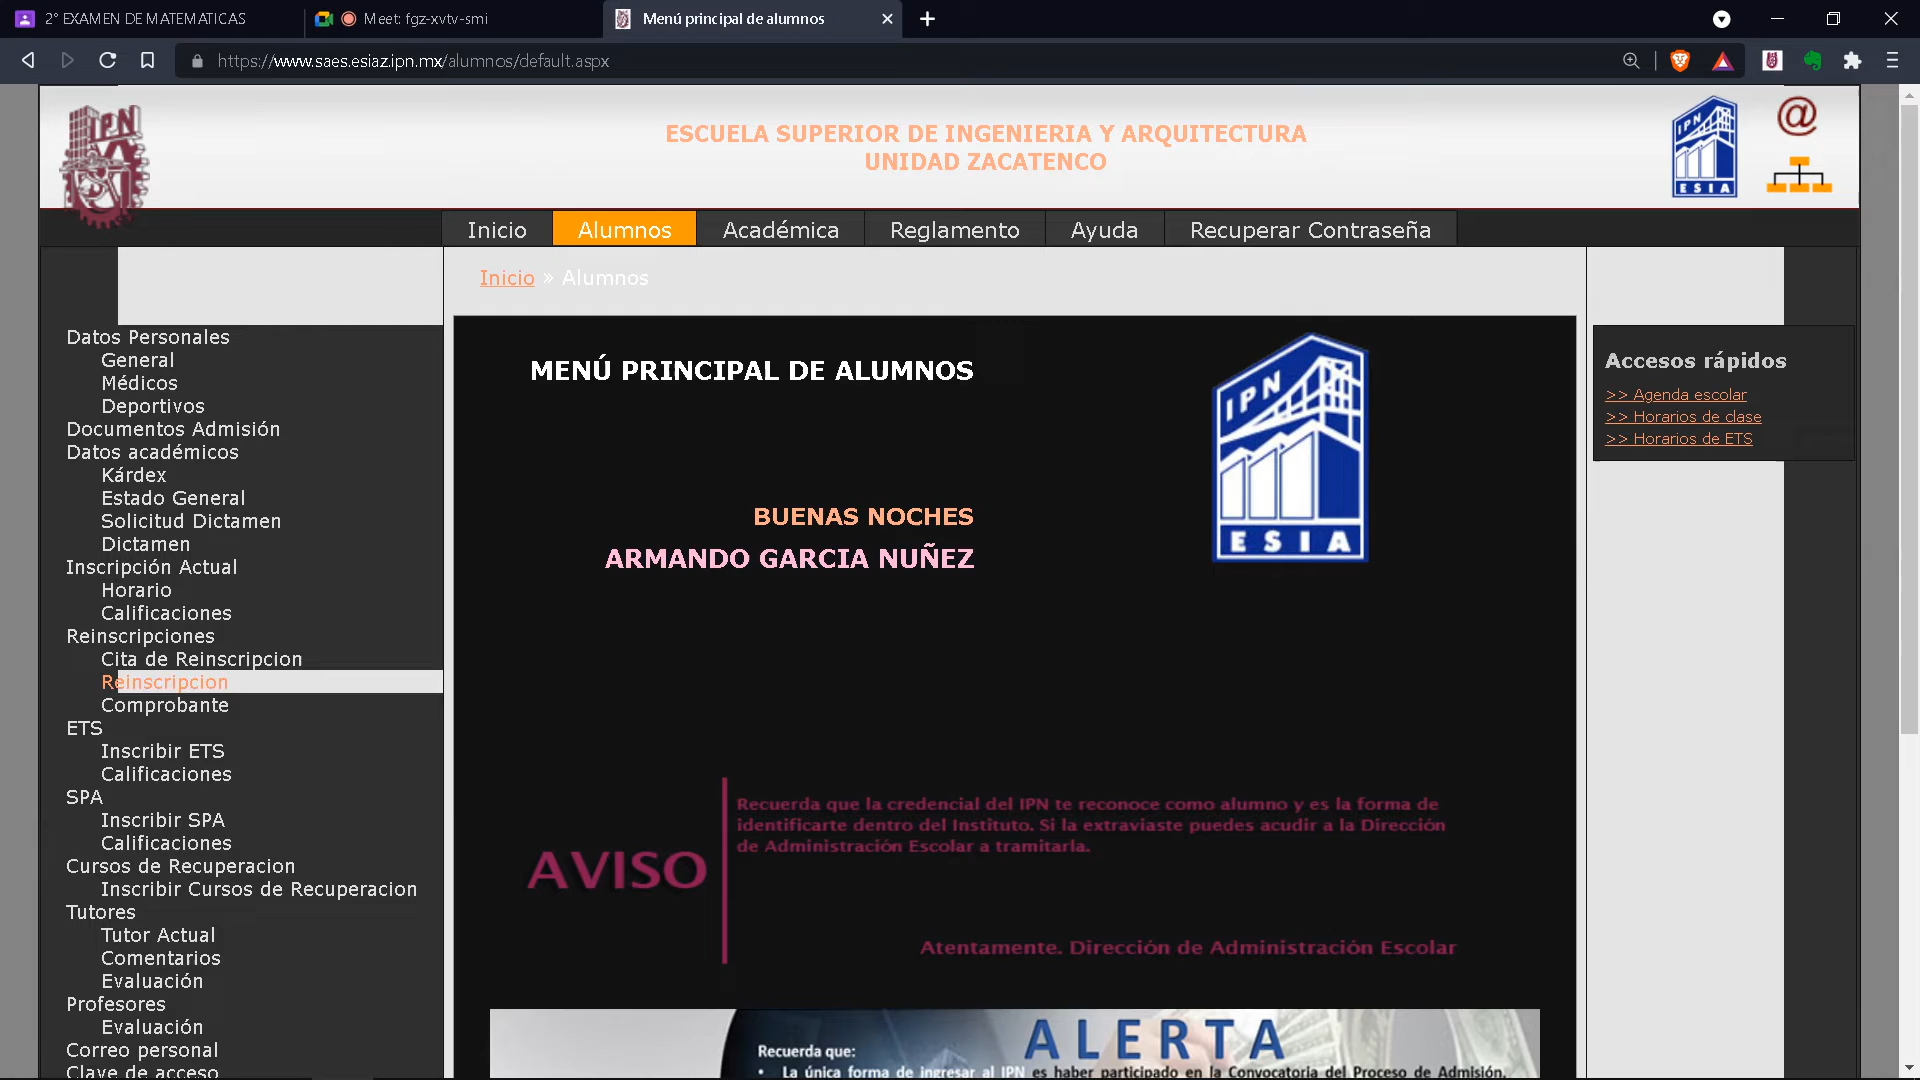 2° EXAMEN DE MATEMATICAS
Meet: fgz-xvtv-smi
Menú principal de alumnos
https://www.saes.esiaz.ipn.mx/alumnos/default.aspx
IPN
ESCUELA SUPERIOR DE INGENIERIA Y ARQUITECTURA
UNIDAD ZACATENCO
IPN
ESIA
@
Inicio
Alumnos
Académica
Reglamento
Ayuda
Recuperar Contraseña
Inicio » Alumnos
Datos Personales
General
Médicos
Deportivos
Documentos Admisión
Datos académicos
Kárdex
Estado General
Solicitud Dictamen
Dictamen
Inscripción Actual
Horario
Calificaciones
Reinscripciones
Cita de Reinscripcion
Reinscripcion
Comprobante
ETS
Inscribir ETS
Calificaciones
SPA
Inscribir SPA
Calificaciones
Cursos de Recuperacion
Inscribir Cursos de Recuperacion
Tutores
Tutor Actual
Comentarios
Evaluación
Profesores
Evaluación
Correo personal
Clave de acceso
MENÚ PRINCIPAL DE ALUMNOS
IPN
ESIA
BUENAS NOCHES
ARMANDO GARCIA NUÑEZ
AVISO
Recuerda que la credencial del IPN te reconoce como alumno y es la forma de
identificarte dentro del Instituto. Si la extraviaste puedes acudir a la Dirección
de Administración Escolar a tramitarla.
Atentamente. Dirección de Administración Escolar
ALERTA
Recuerda que:
• La única forma de ingresar al IPN es haber participado en la Convocatoria del Proceso de Admisión.
Accesos rápidos
>> Agenda escolar
>> Horarios de clase
>> Horarios de ETS